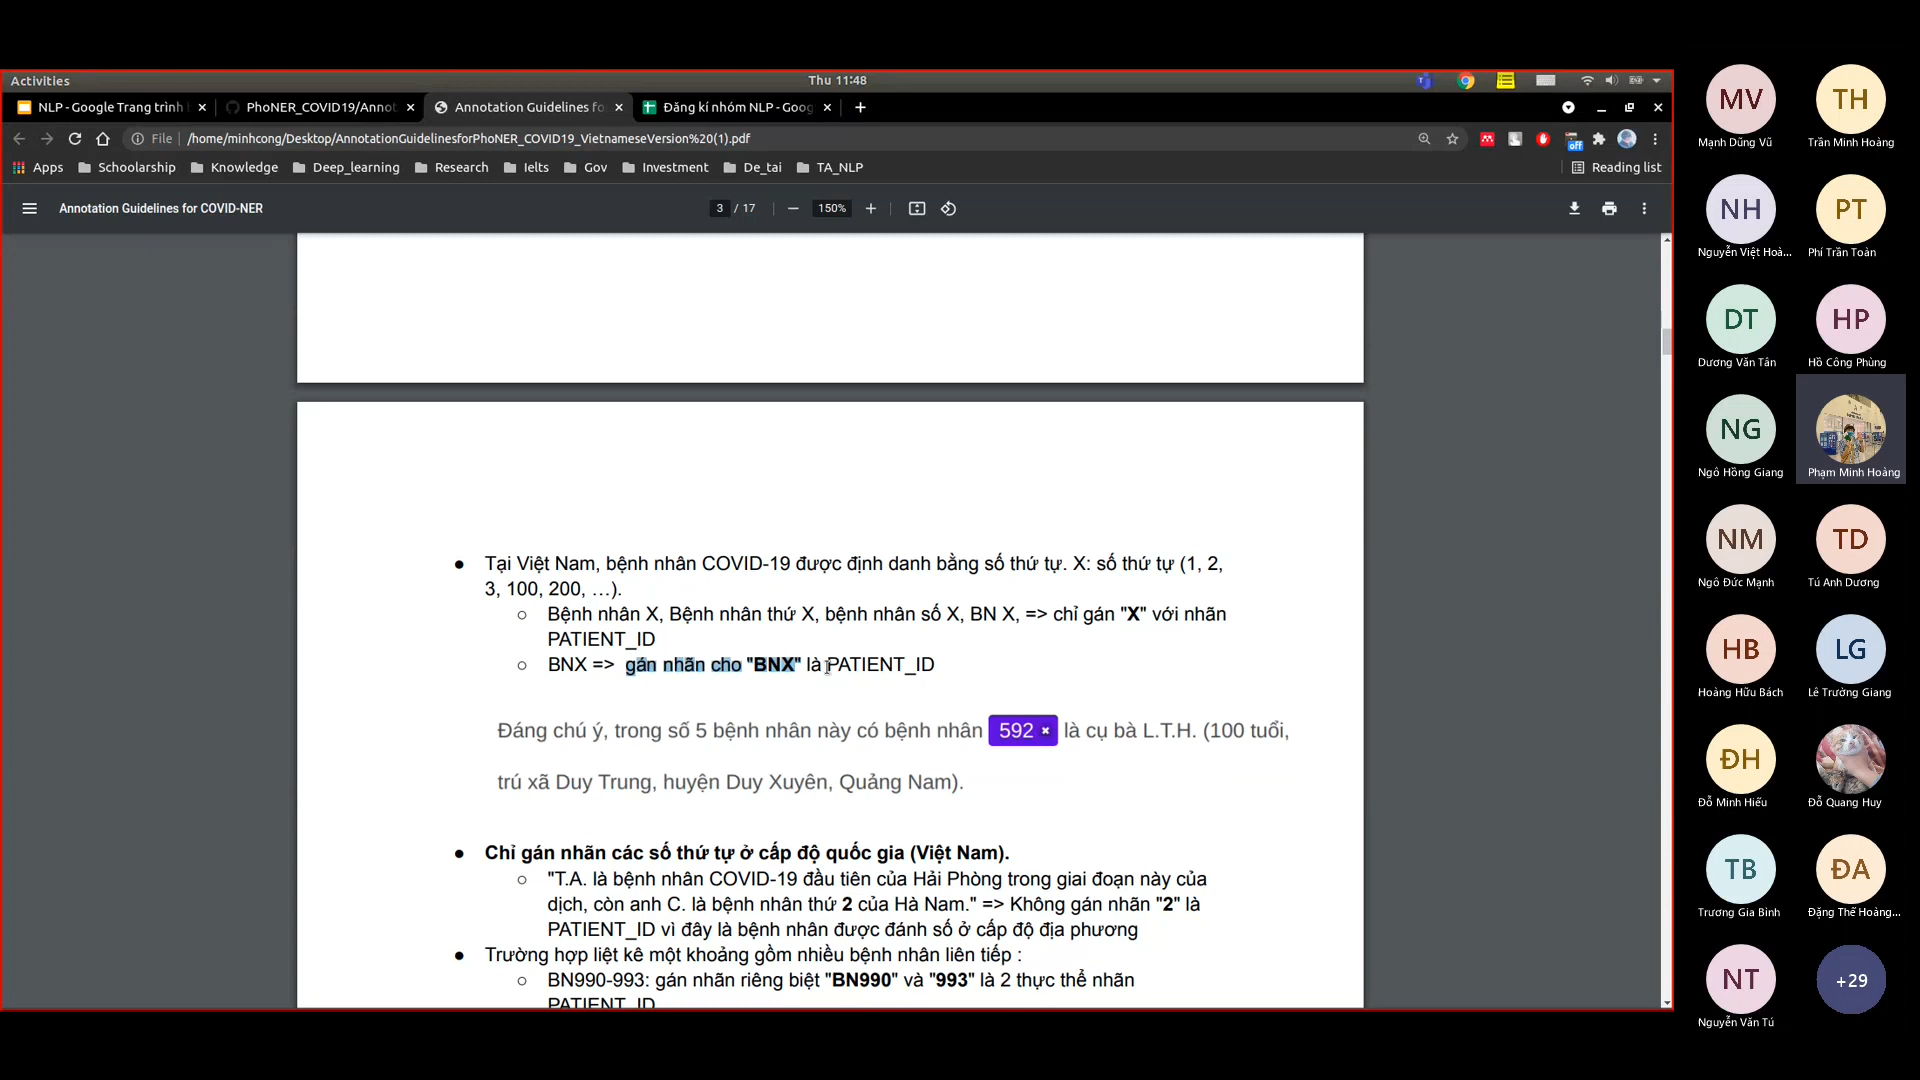 Activities
Thu 11:48
NLP - Google Trang trình
PhoNER_COVID19/Annot
Annotation Guidelines fo
Đăng kí nhóm NLP - Goog
File
/home/minhcong/Desktop/AnnotationGuidelinesforPhoNER_COVID19_VietnameseVersion%20(1).pdf
off
Apps
Schoolarship
Knowledge
Deep_learning
Research
Ielts
Gov
Investment
De_tai
TA_NLP
Reading list
Annotation Guidelines for COVID-NER
3 / 17
150%
● Tại Việt Nam, bệnh nhân COVID-19 được định danh bằng số thứ tự. X: số thứ tự (1, 2,
3, 100, 200, …).
○ Bệnh nhân X, Bệnh nhân thứ X, bệnh nhân số X, BN X, => chỉ gán "X" với nhãn
PATIENT_ID
○ BNX => gán nhãn cho "BNX" là PATIENT_ID
Đáng chú ý, trong số 5 bệnh nhân này có bệnh nhân 592 là cụ bà L.T.H. (100 tuổi,
trú xã Duy Trung, huyện Duy Xuyên, Quảng Nam).
● Chỉ gán nhãn các số thứ tự ở cấp độ quốc gia (Việt Nam).
○ "T.A. là bệnh nhân COVID-19 đầu tiên của Hải Phòng trong giai đoạn này của
dịch, còn anh C. là bệnh nhân thứ 2 của Hà Nam." => Không gán nhãn "2" là
PATIENT_ID vì đây là bệnh nhân được đánh số ở cấp độ địa phương
● Trường hợp liệt kê một khoảng gồm nhiều bệnh nhân liên tiếp :
○ BN990-993: gán nhãn riêng biệt "BN990" và "993" là 2 thực thể nhãn
PATIENT_ID
MV
Mạnh Dũng Vũ
TH
Trần Minh Hoàng
NH
Nguyễn Việt Hoà...
PT
Phí Trần Toàn
DT
Dương Văn Tân
HP
Hồ Công Phùng
NG
Ngô Hồng Giang
Phạm Minh Hoàng
NM
Ngô Đức Mạnh
TD
Tú Anh Dương
HB
Hoàng Hữu Bách
LG
Lê Trường Giang
ĐH
Đỗ Minh Hiếu
Đỗ Quang Huy
TB
Trương Gia Bình
ĐA
Đặng Thế Hoàng...
NT
Nguyễn Văn Tú
+29